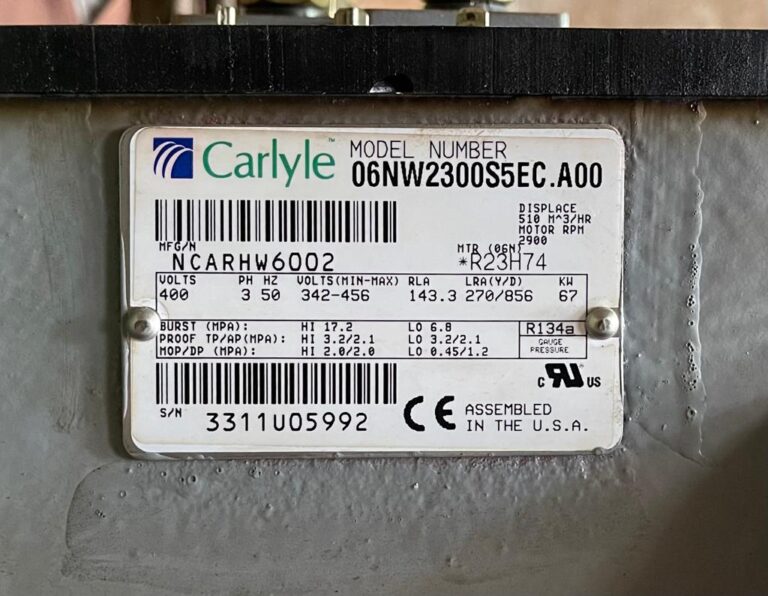 Carlyle™ MODEL NUMBER
06NW2300S5EC.A00
DISPLACE
510 M^3/HR
MOTOR RPM
2900
MFG/N
NCARHW6002
MTR (06N)
*R23H74
VOLTS PH HZ VOLTS(MIN-MAX) RLA LRA(Y/D) KW
400 3 50 342-456 143.3 270/856 67
BURST (MPA): HI 17.2 LO 6.8
PROOF TP/AP(MPA): HI 3.2/2.1 LO 3.2/2.1
MOP/DP (MPA): HI 2.0/2.0 LO 0.45/1.2
R134a
GAUGE
PRESSURE
c RU US
S/N
3311U05992
CE ASSEMBLED
IN THE U.S.A.